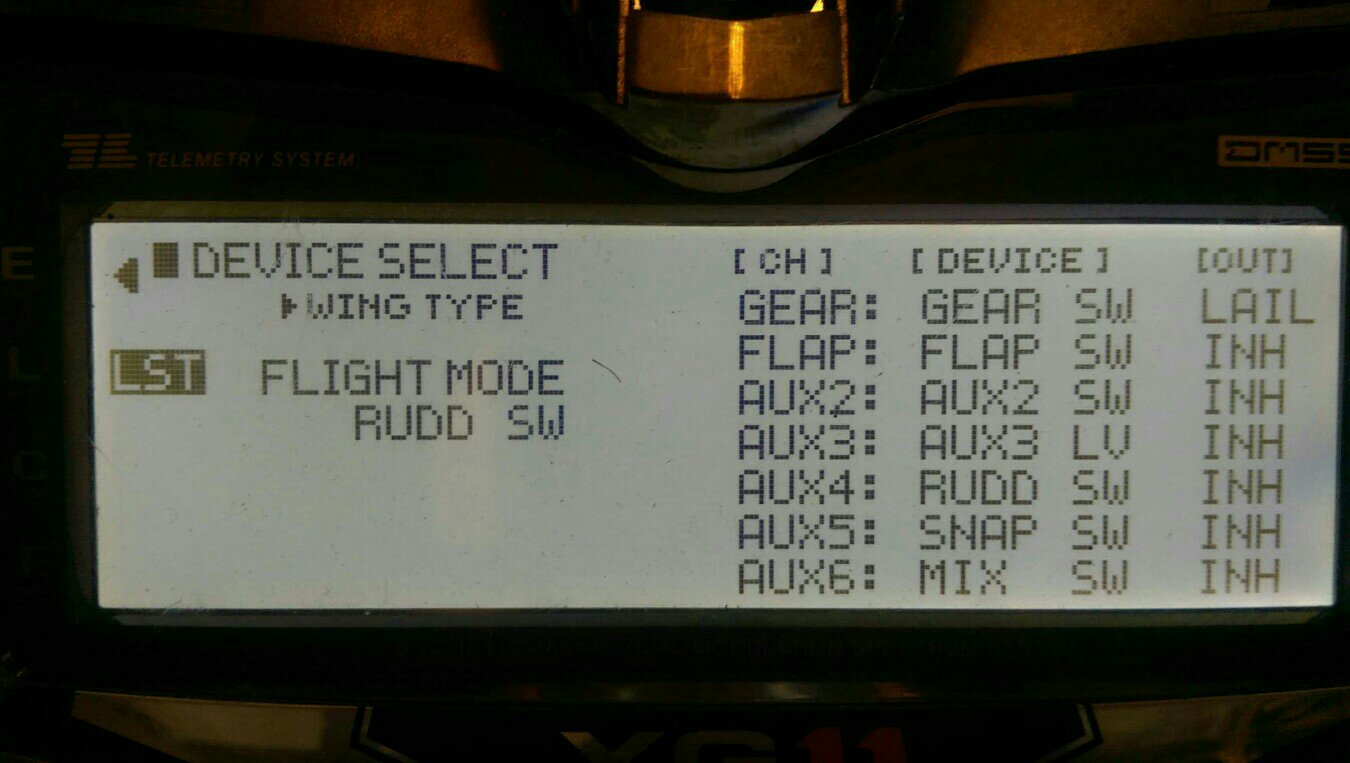 TELEMETRY SYSTEM
DEVICE SELECT
WING TYPE
LST FLIGHT MODE
RUDD SW
[CH] [DEVICE] [OUT]
GEAR: GEAR SW LAIL
FLAP: FLAP SW INH
AUX2: AUX2 SW INH
AUX3: AUX3 LV INH
AUX4: RUDD SW INH
AUX5: SNAP SW INH
AUX6: MIX SW INH
XG11